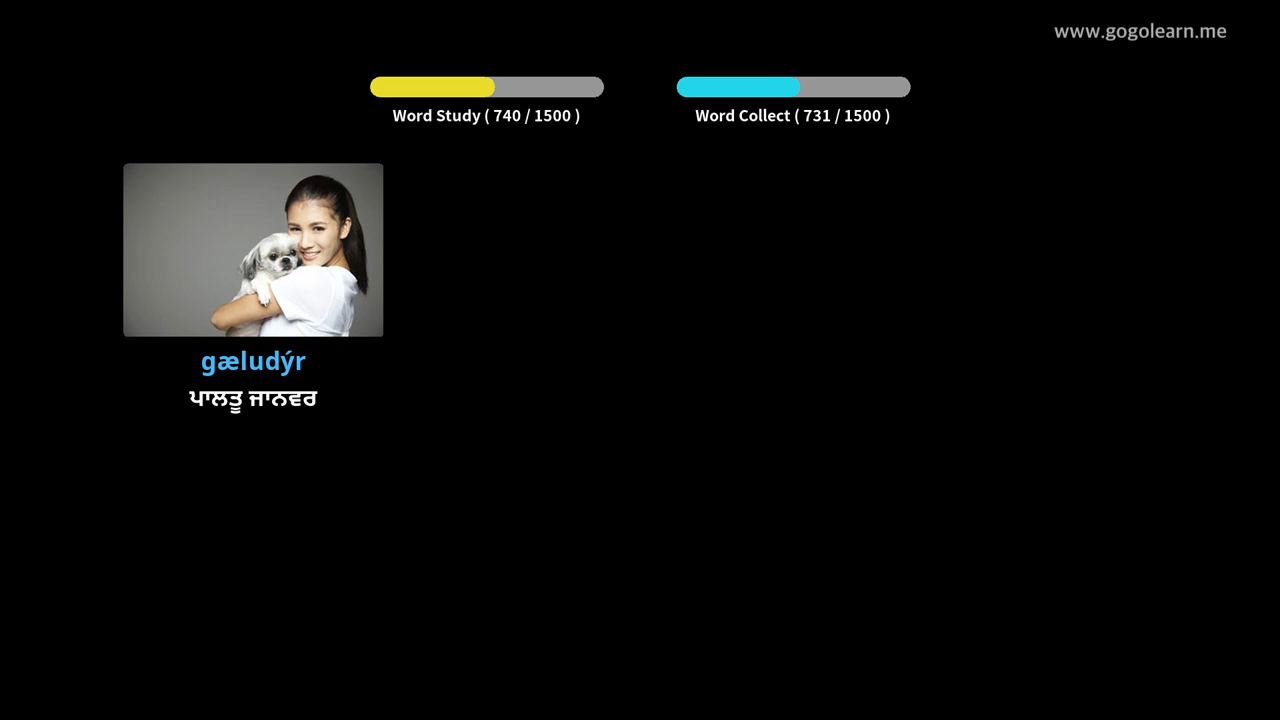 www.gogolearn.me
Word Study ( 740 / 1500 )
Word Collect ( 731 / 1500 )
gæludýr
ਪਾਲਤੂ ਜਾਨਵਰ